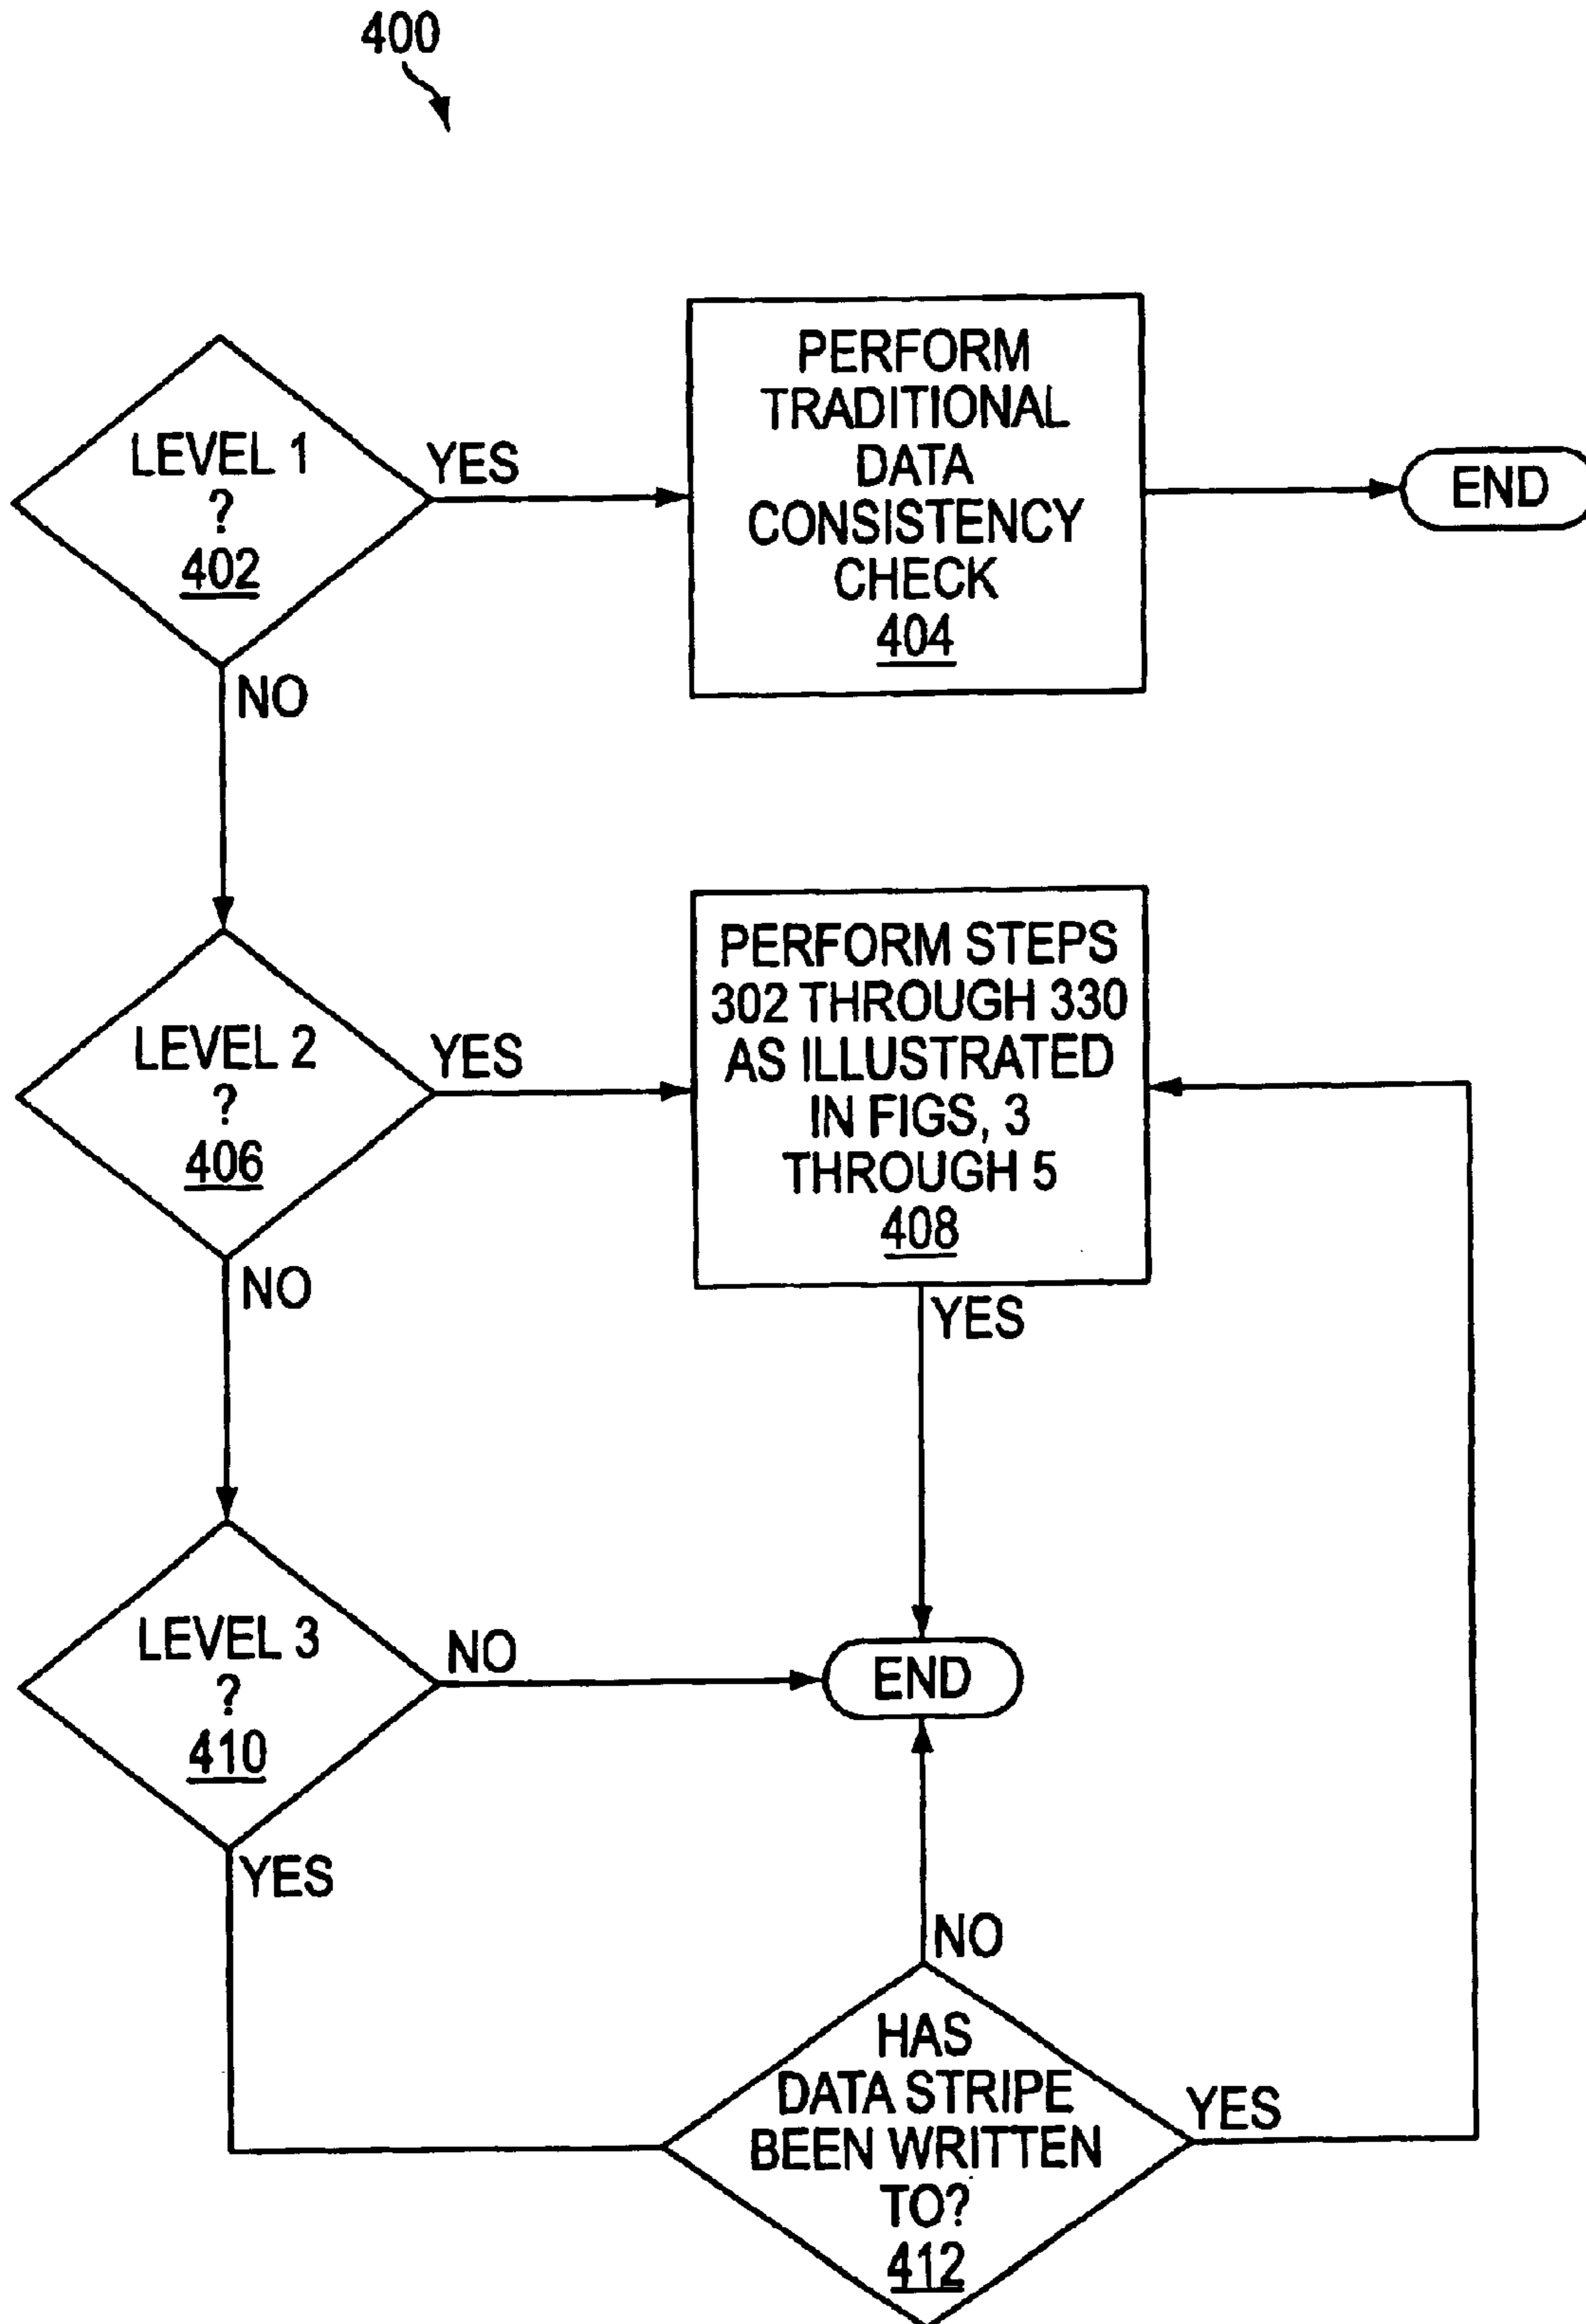 400
LEVEL 1
?
402
YES
NO
PERFORM
TRADITIONAL
DATA
CONSISTENCY
CHECK
404
END
LEVEL 2
?
406
YES
NO
PERFORM STEPS
302 THROUGH 330
AS ILLUSTRATED
IN FIGS, 3
THROUGH 5
408
YES
LEVEL 3
?
410
NO
YES
END
NO
HAS
DATA STRIPE
BEEN WRITTEN
TO?
412
YES